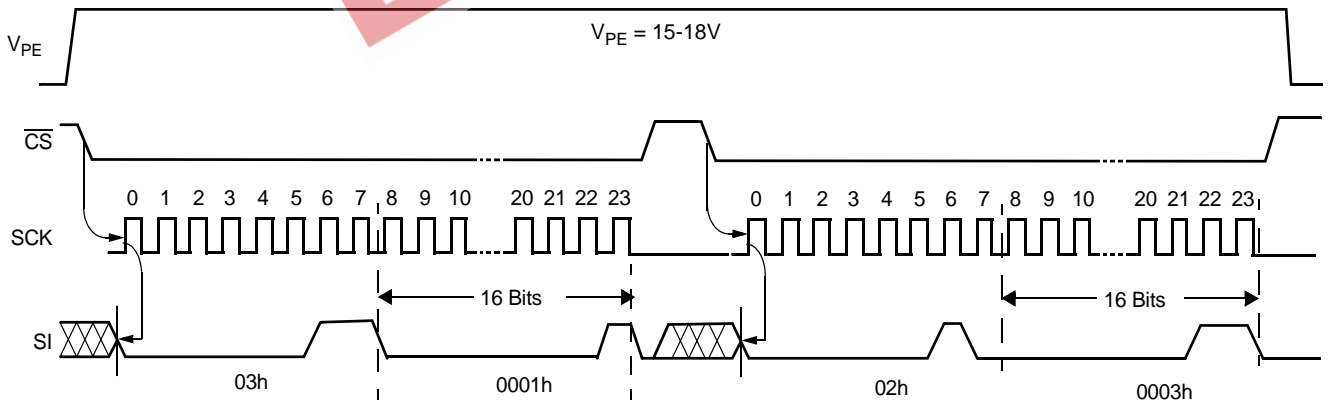 V_PE
V_PE = 15-18V
CS
0 1 2 3 4 5 6 7 8 9 10 20 21 22 23 0 1 2 3 4 5 6 7 8 9 10 20 21 22 23
SCK
16 Bits 16 Bits
SI
03h 0001h 02h 0003h